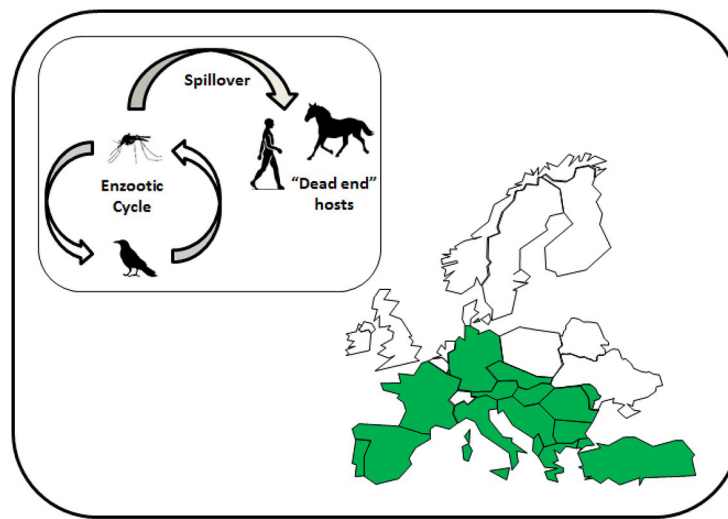 Spillover
Enzootic
Cycle
“Dead end”
hosts